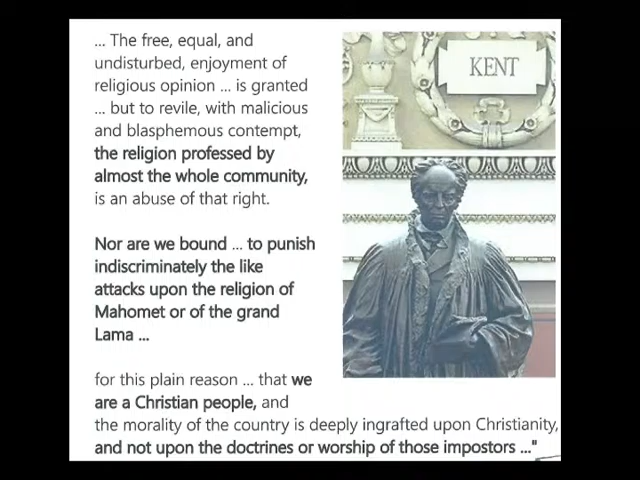 ... The free, equal, and
undisturbed, enjoyment of
religious opinion ... is granted
... but to revile, with malicious
and blasphemous contempt,
the religion professed by
almost the whole community,
is an abuse of that right.
Nor are we bound ... to punish
indiscriminately the like
attacks upon the religion of
Mahomet or of the grand
Lama ...
for this plain reason ... that we
are a Christian people, and
the morality of the country is deeply ingrafted upon Christianity,
and not upon the doctrines or worship of those impostors ..."
KENT